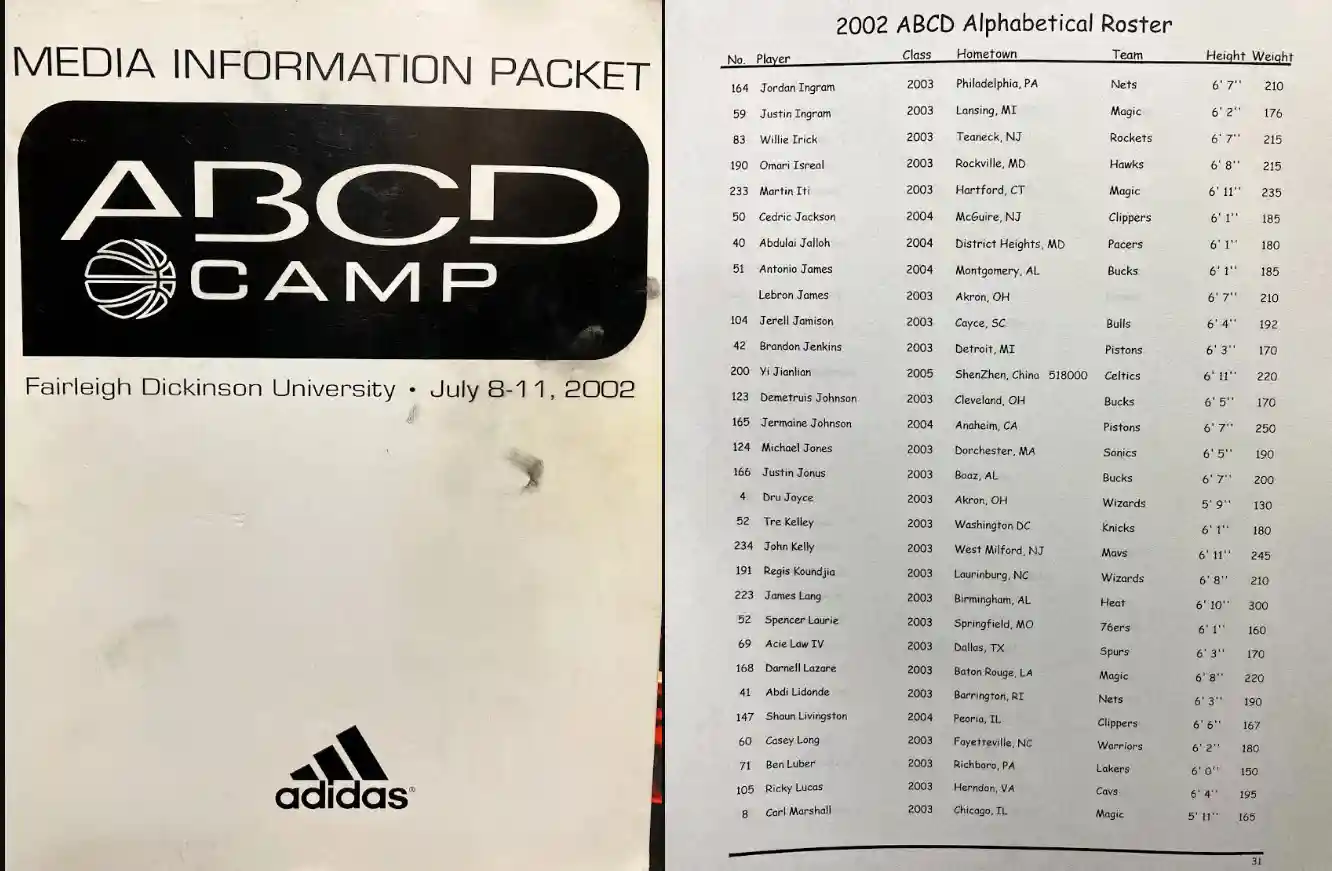 MEDIA INFORMATION PACKET
ABCD
CAMP
Fairleigh Dickinson University • July 8-11, 2002
adidas®
2002 ABCD Alphabetical Roster
No. Player Class Hometown Team Height Weight
164 Jordan Ingram 2003 Philadelphia, PA Nets 6' 7'' 210
59 Justin Ingram 2003 Lansing, MI Magic 6' 2'' 176
83 Willie Irick 2003 Teaneck, NJ Rockets 6' 7'' 215
190 Omari Isreal 2003 Rockville, MD Hawks 6' 8'' 215
233 Martin Iti 2003 Hartford, CT Magic 6' 11'' 235
50 Cedric Jackson 2004 McGuire, NJ Clippers 6' 1'' 185
40 Abdulai Jalloh 2004 District Heights, MD Pacers 6' 1'' 180
51 Antonio James 2004 Montgomery, AL Bucks 6' 1'' 185
Lebron James 2003 Akron, OH 6' 7'' 210
104 Jerell Jamison 2003 Cayce, SC Bulls 6' 4'' 192
42 Brandon Jenkins 2003 Detroit, MI Pistons 6' 3'' 170
200 Yi Jianlian 2005 ShenZhen, China 518000 Celtics 6' 11'' 220
123 Demetruis Johnson 2003 Cleveland, OH Bucks 6' 5'' 170
165 Jermaine Johnson 2004 Anaheim, CA Pistons 6' 7'' 250
124 Michael Jones 2003 Dorchester, MA Sonics 6' 5'' 190
166 Justin Jonus 2003 Boaz, AL Bucks 6' 7'' 200
4 Dru Joyce 2003 Akron, OH Wizards 5' 9'' 130
52 Tre Kelley 2003 Washington DC Knicks 6' 1'' 180
234 John Kelly 2003 West Milford, NJ Mavs 6' 11'' 245
191 Regis Koundjia 2003 Laurinburg, NC Wizards 6' 8'' 210
223 James Lang 2003 Birmingham, AL Heat 6' 10'' 300
52 Spencer Laurie 2003 Springfield, MO 76ers 6' 1'' 160
69 Acie Law IV 2003 Dallas, TX Spurs 6' 3'' 170
168 Darnell Lazare 2003 Baton Rouge, LA Magic 6' 8'' 220
41 Abdi Lidonde 2003 Barrington, RI Nets 6' 3'' 190
147 Shaun Livingston 2004 Peoria, IL Clippers 6' 6'' 167
60 Casey Long 2003 Fayetteville, NC Warriors 6' 2'' 180
71 Ben Luber 2003 Richboro, PA Lakers 6' 0'' 150
105 Ricky Lucas 2003 Herndon, VA Cavs 6' 4'' 195
8 Carl Marshall 2003 Chicago, IL Magic 5' 11'' 165
31